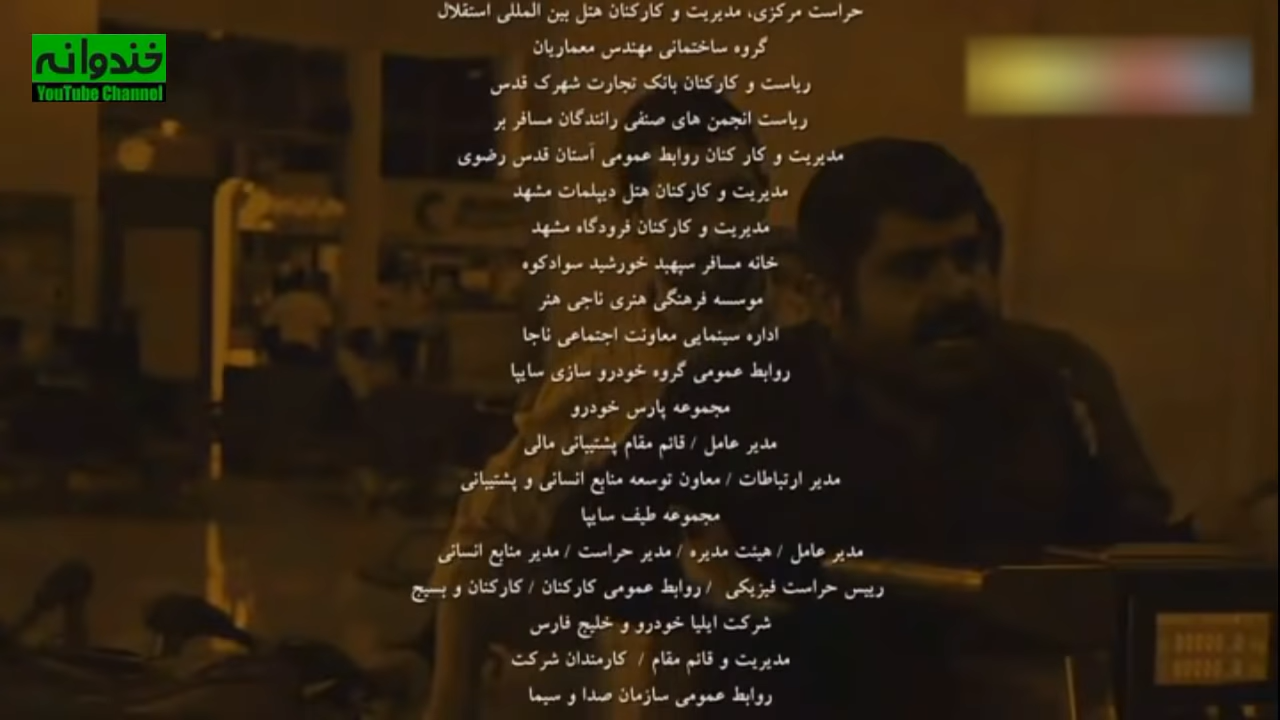 حراست مرکزی، مدیریت و کارکنان هتل بین المللی استقلال
خندوانه
YouTube Channel
گروه ساختمانی مهندس معماریان
ریاست و کارکنان بانک تجارت شهرک قدس
ریاست انجمن های صنفی رانندگان مسافر بر
مدیریت و کار کنان روابط عمومی آستان قدس رضوی
مدیریت و کارکنان هتل دیپلمات مشهد
مدیریت و کارکنان فرودگاه مشهد
خانه مسافر سپهبد خورشید سوادکوه
موسسه فرهنگی هنری ناجی هنر
اداره سینمایی معاونت اجتماعی ناجا
روابط عمومی گروه خودرو سازی سایپا
مجموعه پارس خودرو
مدیر عامل / قائم مقام پشتیبانی مالی
مدیر ارتباطات / معاون توسعه منابع انسانی و پشتیبانی
مجموعه طیف سایپا
مدیر عامل / هیئت مدیره / مدیر حراست / مدیر منابع انسانی
رییس حراست فیزیکی / روابط عمومی کارکنان / کارکنان و بسیج
شرکت ایلیا خودرو و خلیج فارس
مدیریت و قائم مقام / کارمندان شرکت
روابط عمومی سازمان صدا و سیما